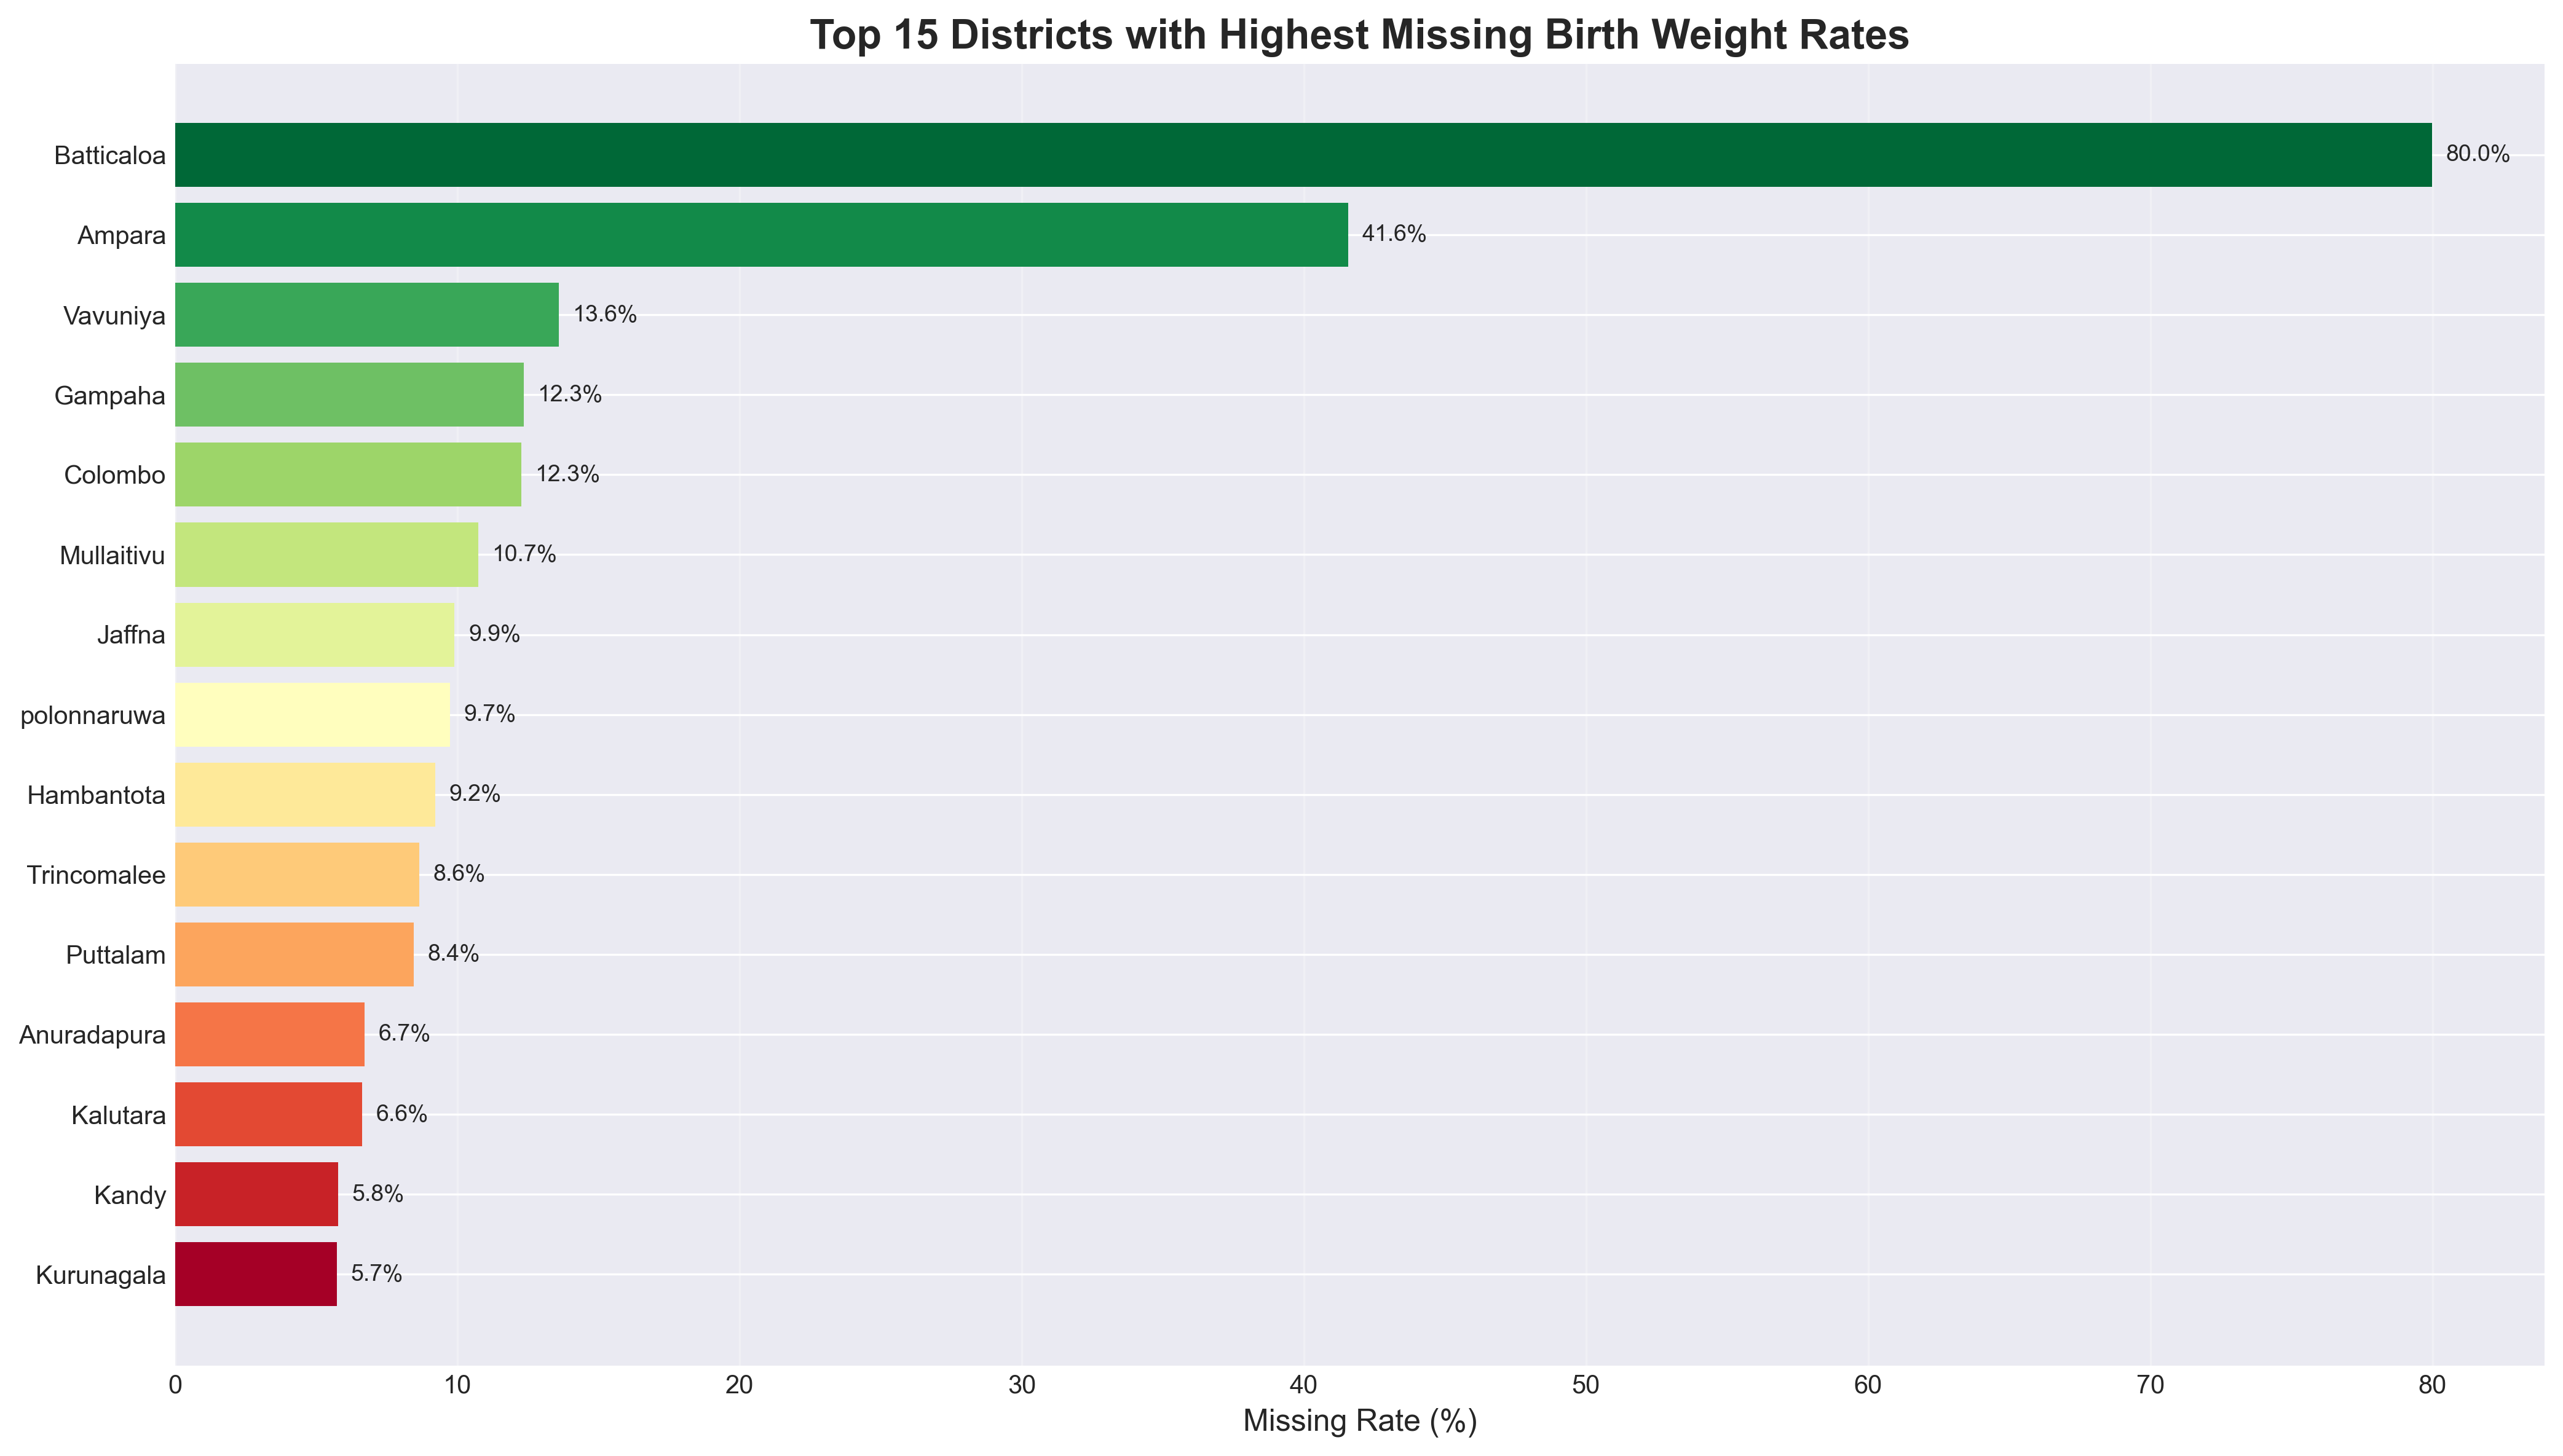 Top 15 Districts with Highest Missing Birth Weight Rates
Batticaloa 80.0%
Ampara 41.6%
Vavuniya 13.6%
Gampaha 12.3%
Colombo 12.3%
Mullaitivu 10.7%
Jaffna 9.9%
polonnaruwa 9.7%
Hambantota 9.2%
Trincomalee 8.6%
Puttalam 8.4%
Anuradapura 6.7%
Kalutara 6.6%
Kandy 5.8%
Kurunagala 5.7%
0 10 20 30 40 50 60 70 80
Missing Rate (%)